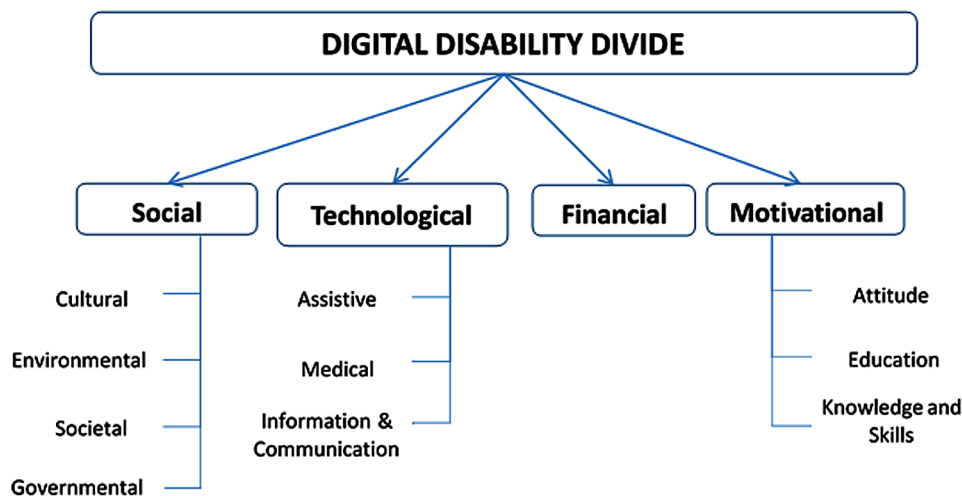 DIGITAL DISABILITY DIVIDE
Social
Technological
Financial
Motivational
Cultural
Environmental
Societal
Governmental
Assistive
Medical
Information &
Communication
Attitude
Education
Knowledge and
Skills